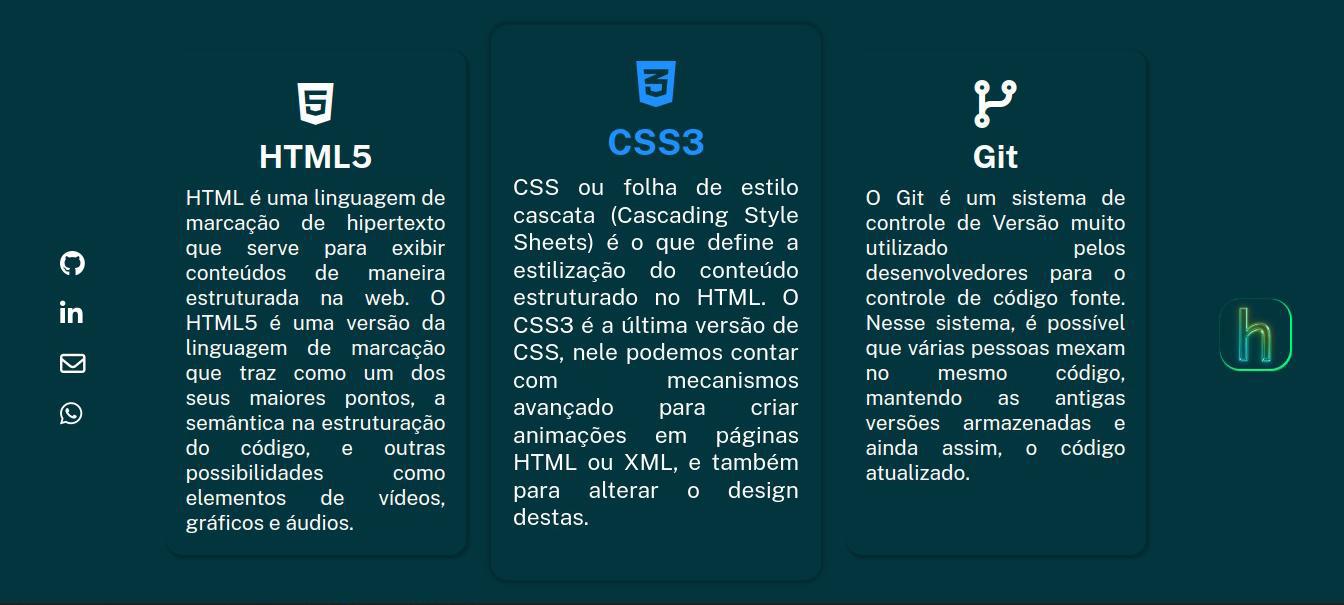 HTML5
HTML é uma linguagem de
marcação de hipertexto
que serve para exibir
conteúdos de maneira
estruturada na web. O
HTML5 é uma versão da
linguagem de marcação
que traz como um dos
seus maiores pontos, a
semântica na estruturação
do código, e outras
possibilidades como
elementos de vídeos,
gráficos e áudios.
CSS3
CSS ou folha de estilo
cascata (Cascading Style
Sheets) é o que define a
estilização do conteúdo
estruturado no HTML. O
CSS3 é a última versão de
CSS, nele podemos contar
com mecanismos
avançado para criar
animações em páginas
HTML ou XML, e também
para alterar o design
destas.
Git
O Git é um sistema de
controle de Versão muito
utilizado pelos
desenvolvedores para o
controle de código fonte.
Nesse sistema, é possível
que várias pessoas mexam
no mesmo código,
mantendo as antigas
versões armazenadas e
ainda assim, o código
atualizado.
h